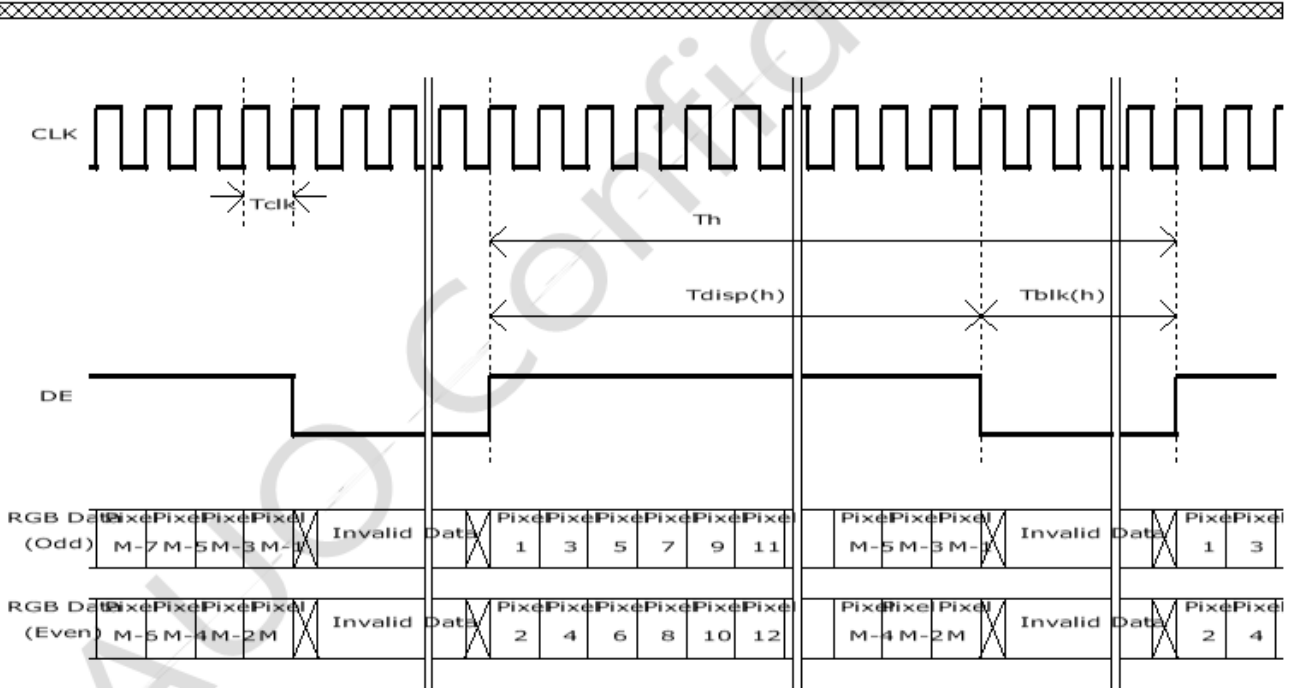 CLK
Tclk
Th
Tdisp(h) Tblk(h)
DE
RGB Data Pixel Pixel Pixel Pixel Invalid Data Pixel Pixel Pixel Pixel Pixel Pixel Pixel Pixel Pixel Invalid Data Pixel Pixel
(Odd) M-7 M-5 M-3 M-1 1 3 5 7 9 11 M-5 M-3 M-1 1 3
RGB Data Pixel Pixel Pixel Pixel Invalid Data Pixel Pixel Pixel Pixel Pixel Pixel Pixel Pixel Pixel Invalid Data Pixel Pixel
(Even) M-6 M-4 M-2 M 2 4 6 8 10 12 M-4 M-2 M 2 4
AUO Confid